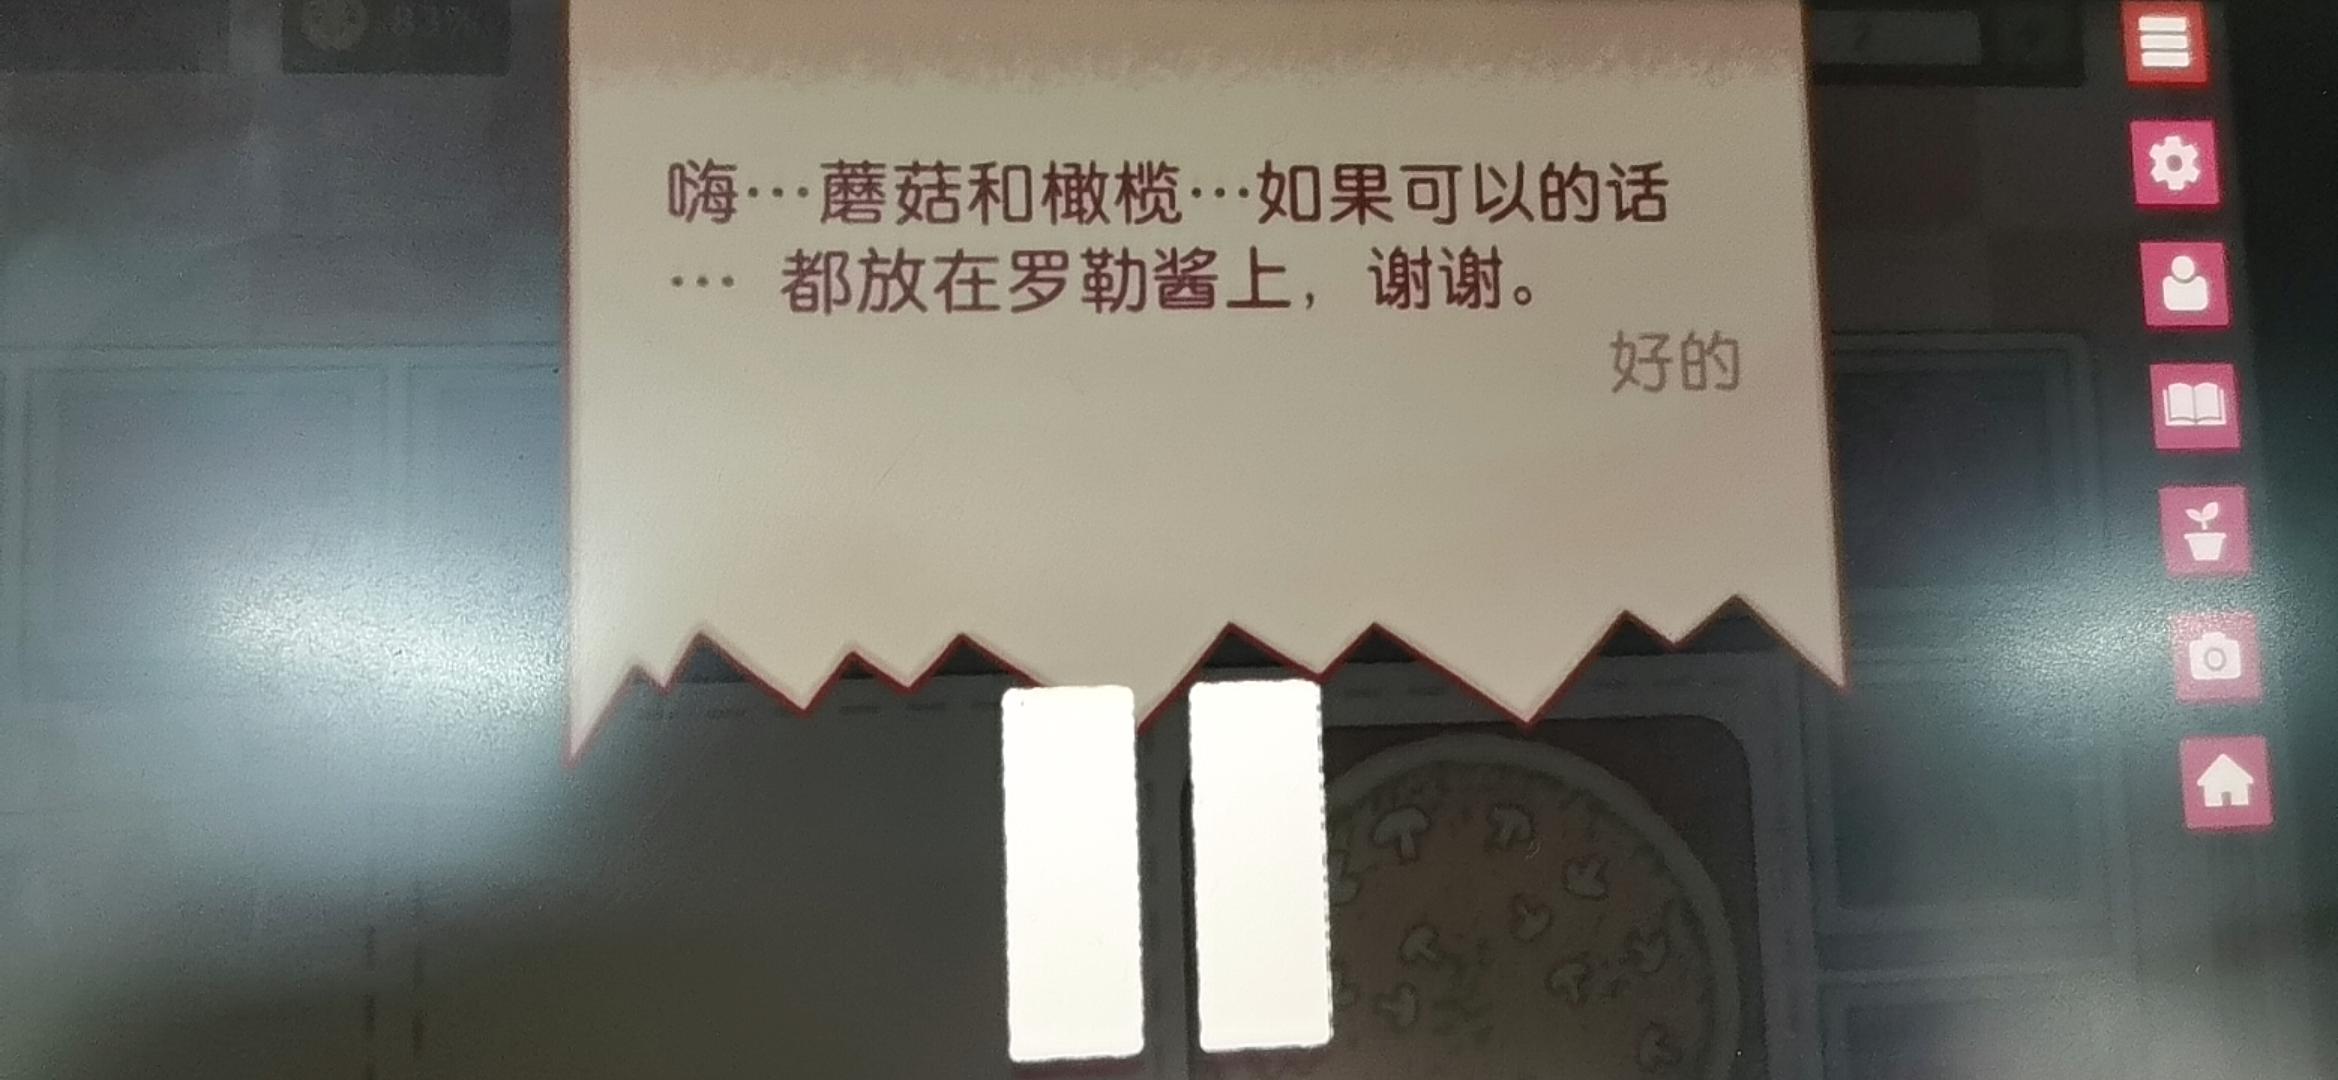 83%
嗨…蘑菇和橄榄…如果可以的话
… 都放在罗勒酱上，谢谢。
好的